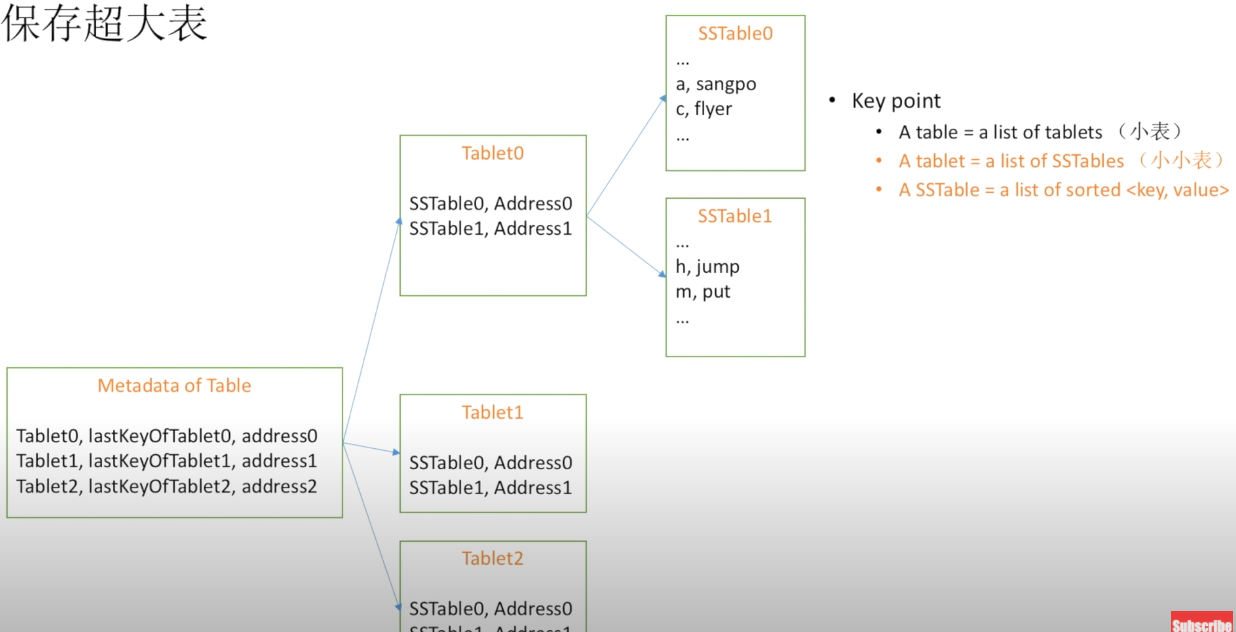 保存超大表
SSTable0
...
a, sangpo
c, flyer
...
Tablet0
SSTable0, Address0
SSTable1, Address1
SSTable1
...
h, jump
m, put
...
• Key point
• A table = a list of tablets （小表）
• A tablet = a list of SSTables （小小表）
• A SSTable = a list of sorted <key, value>
Metadata of Table
Tablet0, lastKeyOfTablet0, address0
Tablet1, lastKeyOfTablet1, address1
Tablet2, lastKeyOfTablet2, address2
Tablet1
SSTable0, Address0
SSTable1, Address1
Tablet2
SSTable0, Address0
SSTable1, Address1
Subscribe